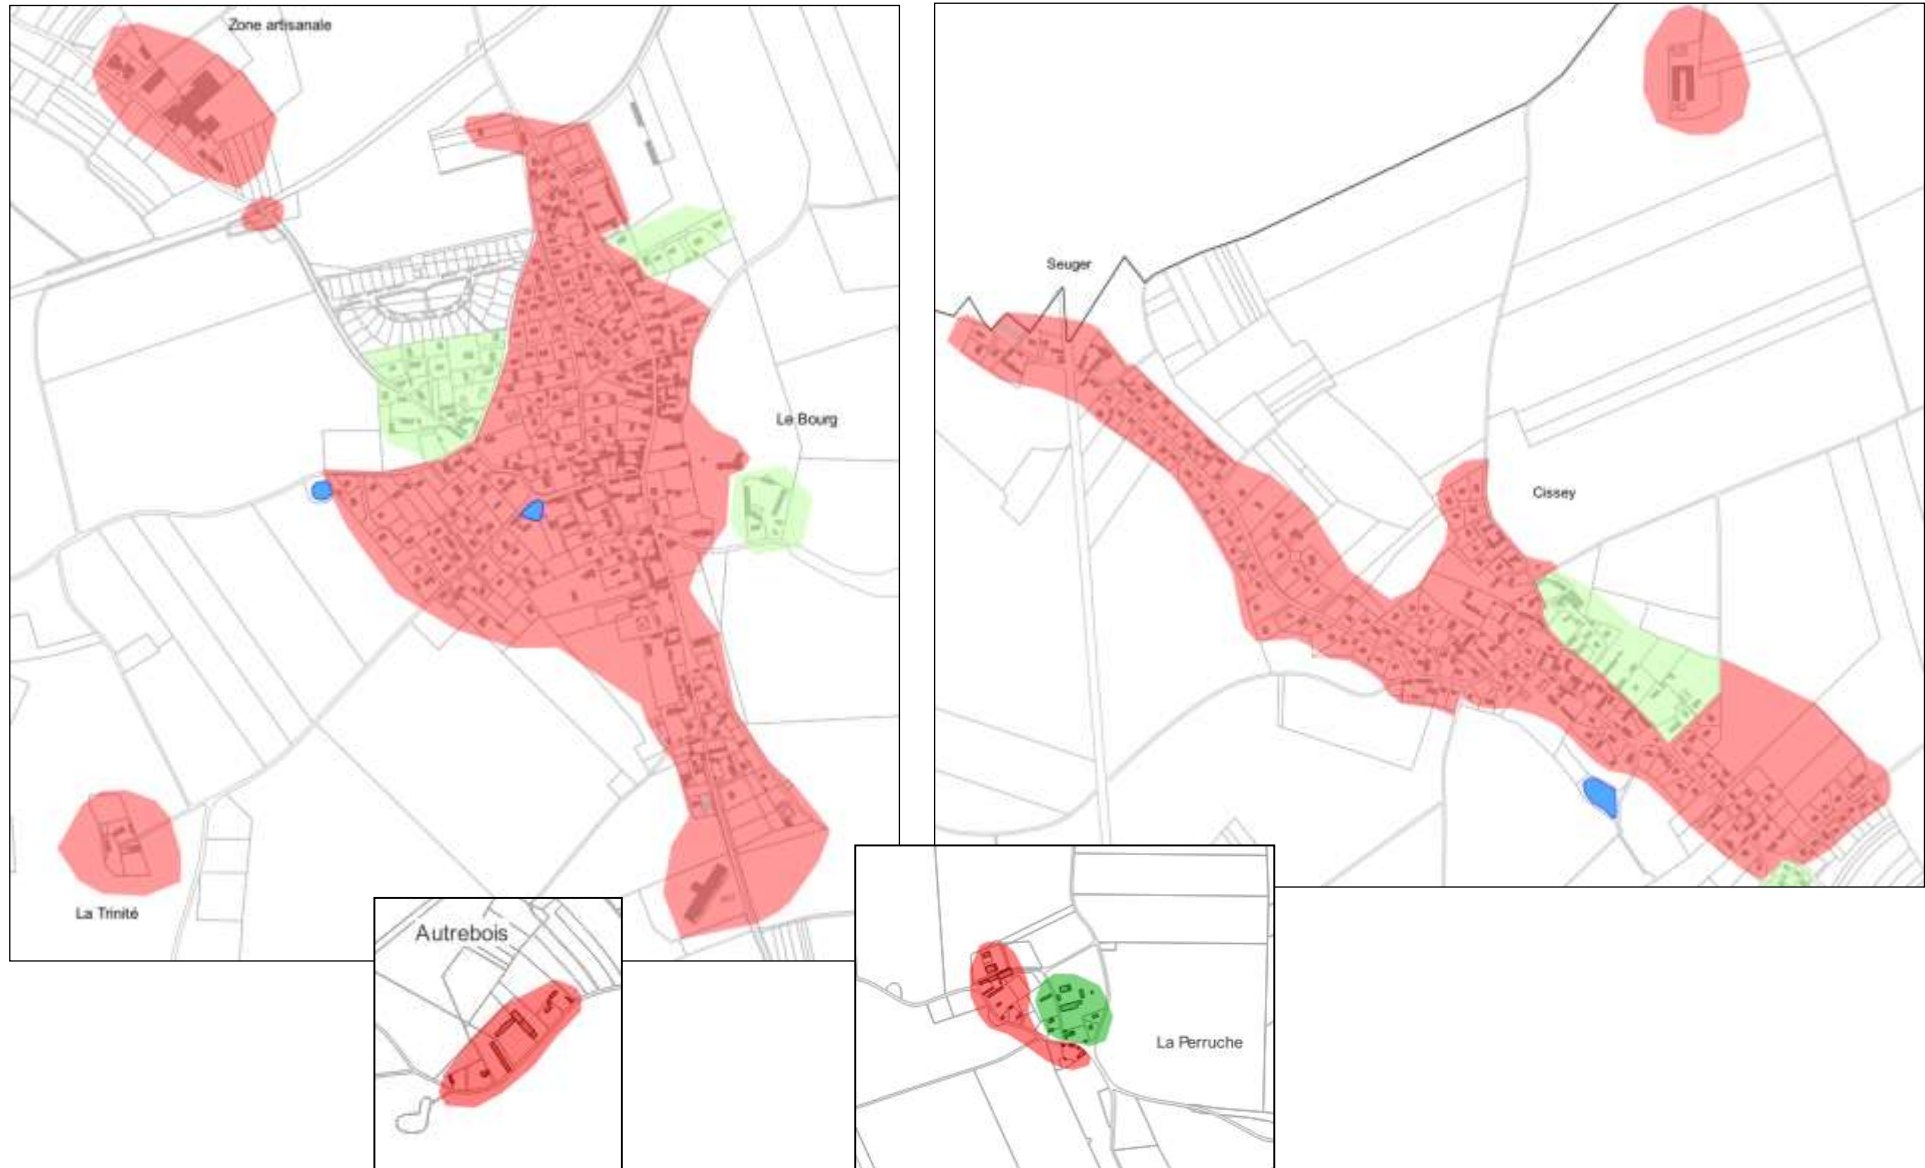 Zone artisanale
Le Bourg
La Trinité
Seuger
Cissey
Autrebois
La Perruche